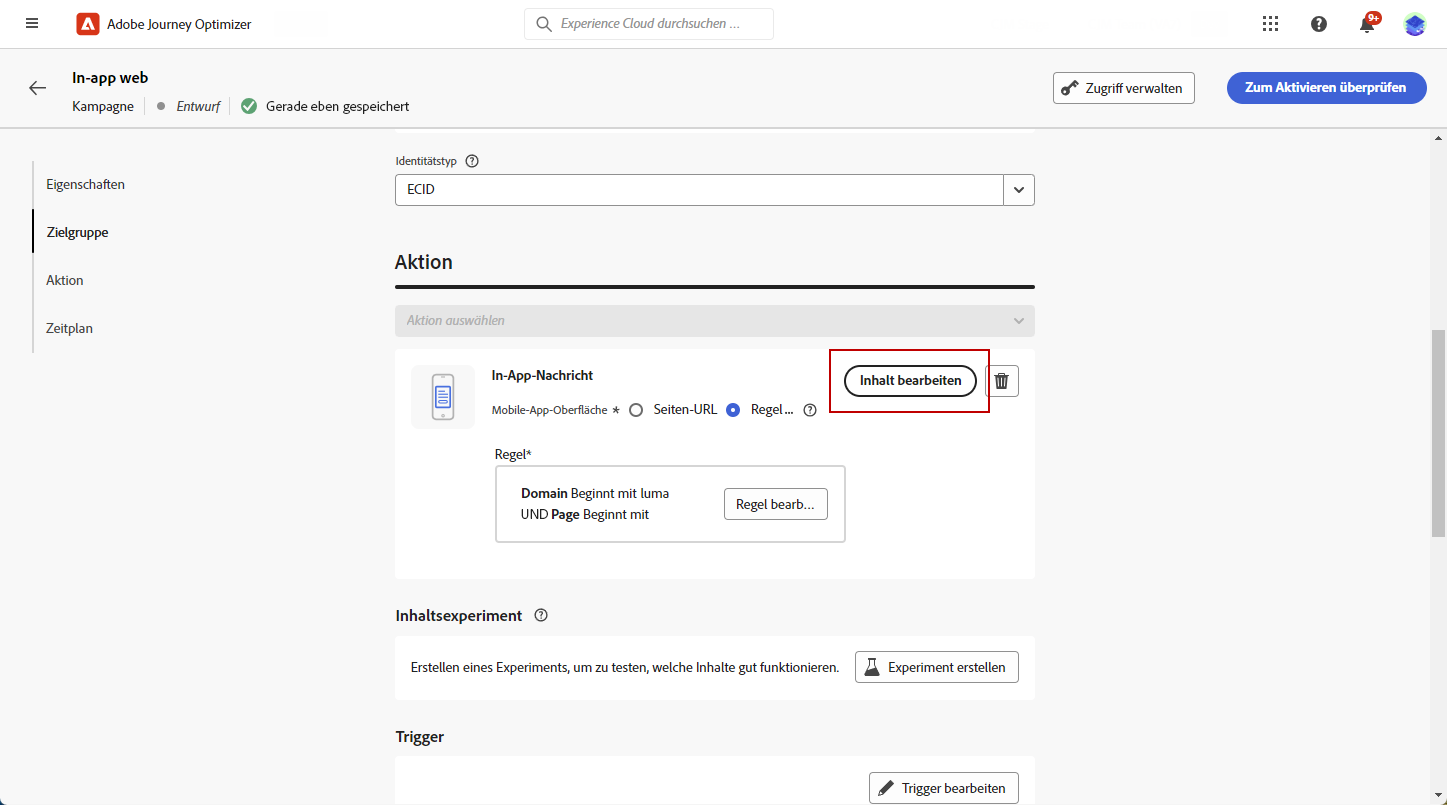 Adobe Journey Optimizer
Experience Cloud durchsuchen ...
9+
In-app web
Kampagne
Entwurf
Gerade eben gespeichert
Zugriff verwalten
Zum Aktivieren überprüfen
Eigenschaften
Zielgruppe
Aktion
Zeitplan
Identitätstyp
ECID
Aktion
Aktion auswählen
In-App-Nachricht
Inhalt bearbeiten
Mobile-App-Oberfläche *
Seiten-URL
Regel ...
Regel*
Domain Beginnt mit luma
UND Page Beginnt mit
Regel bearb...
Inhaltsexperiment
Erstellen eines Experiments, um zu testen, welche Inhalte gut funktionieren.
Experiment erstellen
Trigger
Trigger bearbeiten